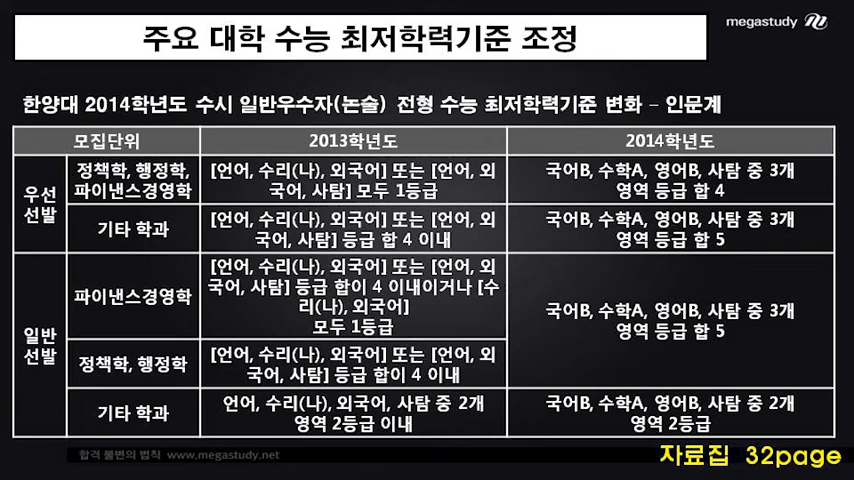 megastudy
주요 대학 수능 최저학력기준 조정
한양대 2014학년도 수시 일반우수자(논술) 전형 수능 최저학력기준 변화 – 인문계
모집단위 2013학년도 2014학년도
우선
선발
정책학, 행정학,
파이낸스경영학
[언어, 수리(나), 외국어] 또는 [언어, 외
국어, 사탐] 모두 1등급
국어B, 수학A, 영어B, 사탐 중 3개
영역 등급 합 4
기타 학과
[언어, 수리(나), 외국어] 또는 [언어, 외
국어, 사탐] 등급 합 4 이내
국어B, 수학A, 영어B, 사탐 중 3개
영역 등급 합 5
일반
선발
파이낸스경영학
[언어, 수리(나), 외국어] 또는 [언어, 외
국어, 사탐] 등급 합이 4 이내이거나 [수
리(나), 외국어]
모두 1등급
국어B, 수학A, 영어B, 사탐 중 3개
영역 등급 합 5
정책학, 행정학
[언어, 수리(나), 외국어] 또는 [언어, 외
국어, 사탐] 등급 합이 4 이내
기타 학과
언어, 수리(나), 외국어, 사탐 중 2개
영역 2등급 이내
국어B, 수학A, 영어B, 사탐 중 2개
영역 2등급
합격 불변의 법칙 www.megastudy.net
자료집 32page